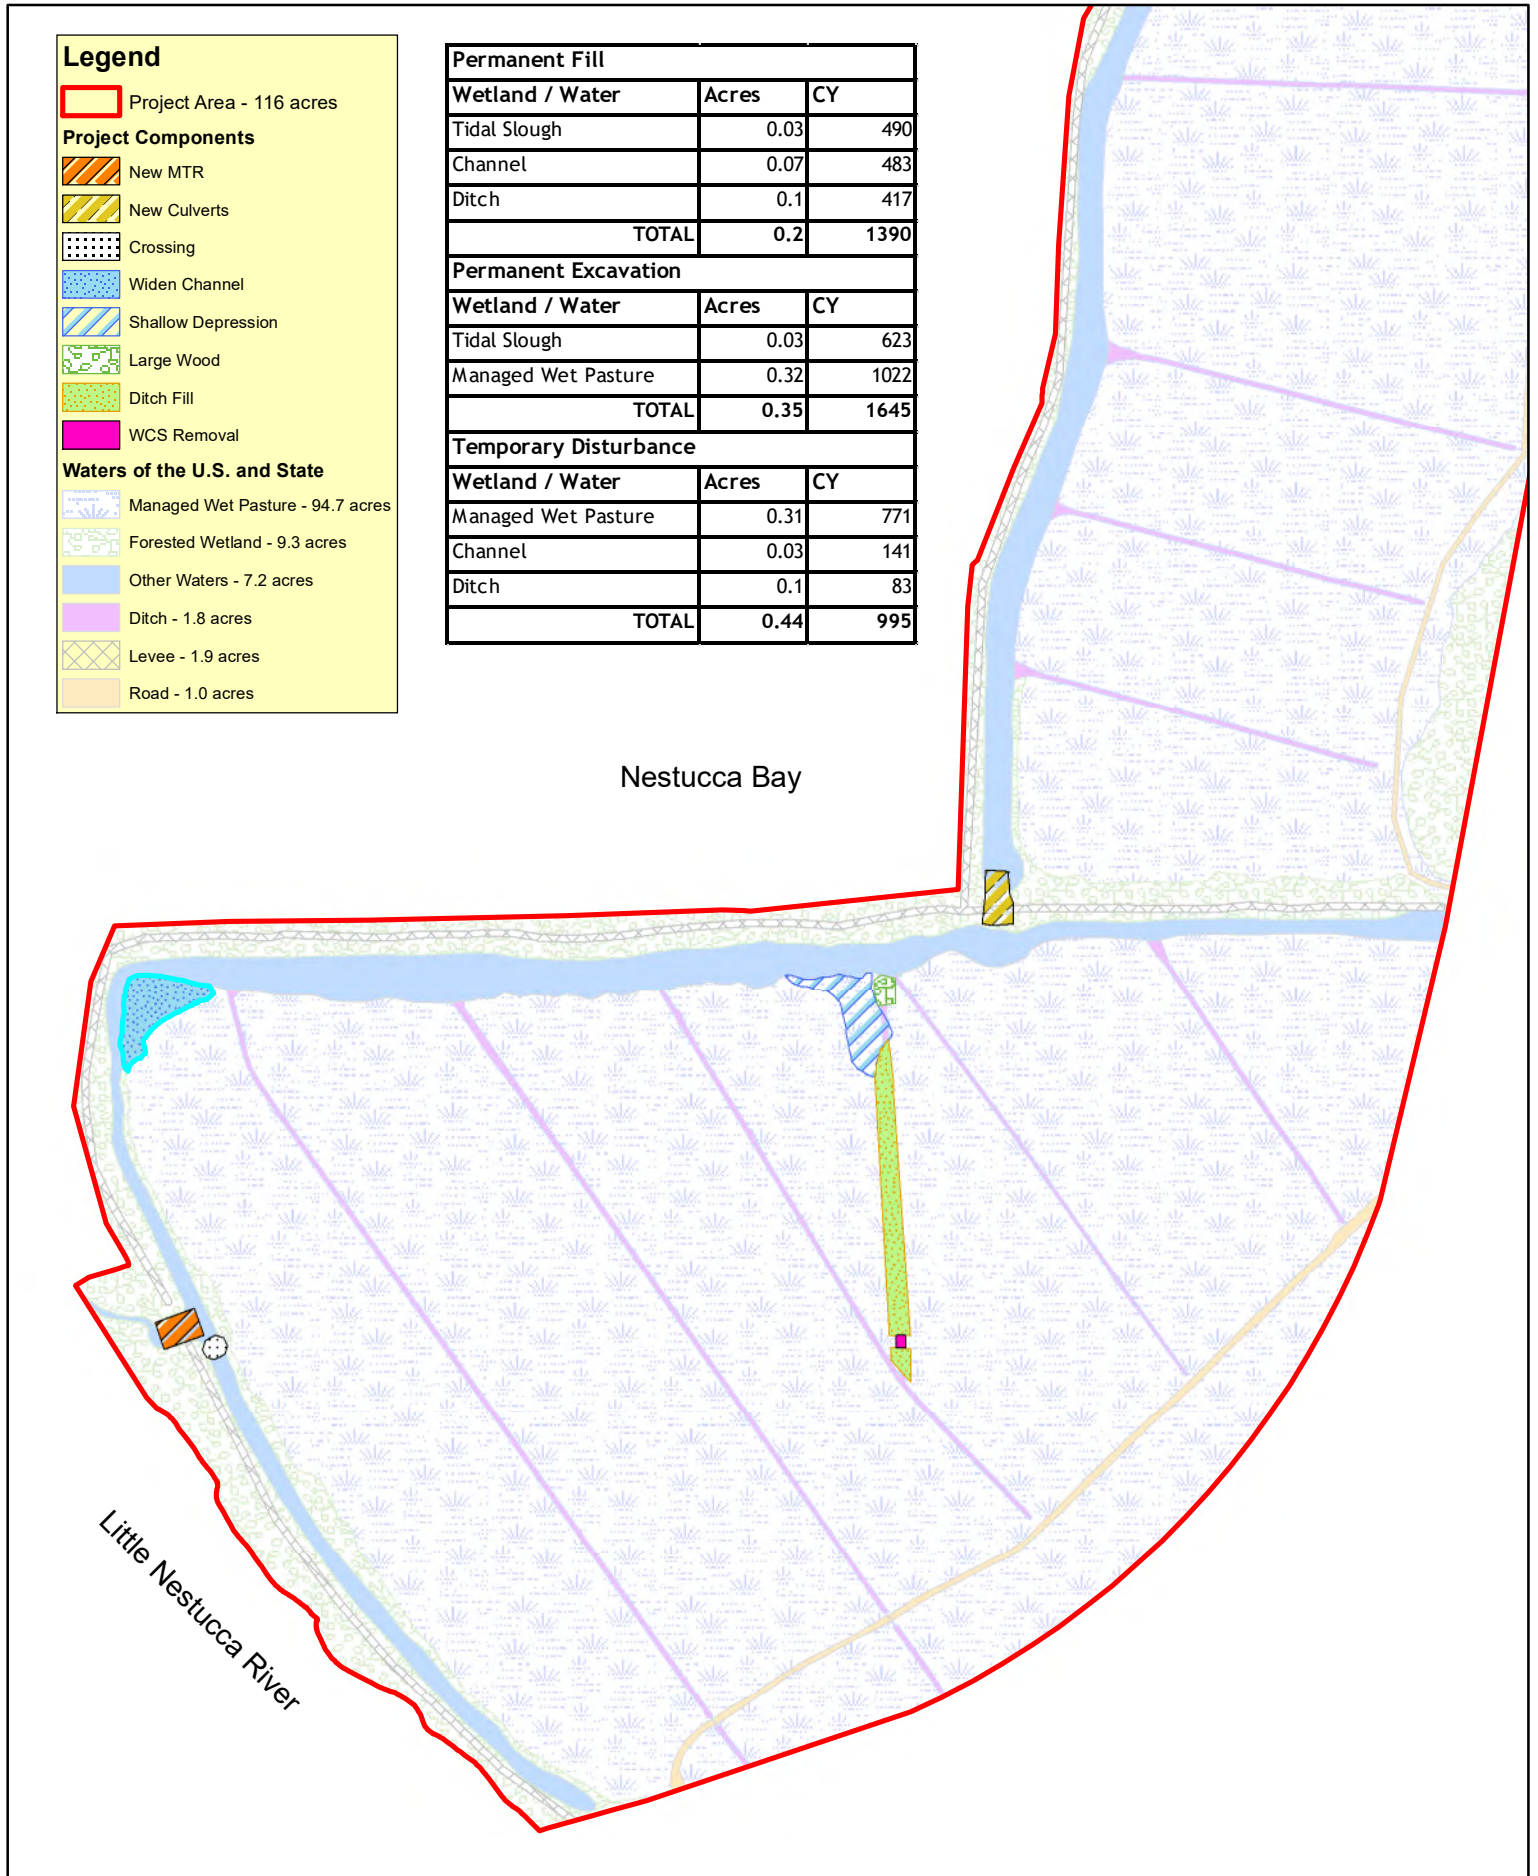 Legend
Project Area - 116 acres
Project Components
New MTR
New Culverts
Crossing
Widen Channel
Shallow Depression
Large Wood
Ditch Fill
WCS Removal
Waters of the U.S. and State
Managed Wet Pasture - 94.7 acres
Forested Wetland - 9.3 acres
Other Waters - 7.2 acres
Ditch - 1.8 acres
Levee - 1.9 acres
Road - 1.0 acres
Permanent Fill
Wetland / Water Acres CY
Tidal Slough 0.03 490
Channel 0.07 483
Ditch 0.1 417
TOTAL 0.2 1390
Permanent Excavation
Wetland / Water Acres CY
Tidal Slough 0.03 623
Managed Wet Pasture 0.32 1022
TOTAL 0.35 1645
Temporary Disturbance
Wetland / Water Acres CY
Managed Wet Pasture 0.31 771
Channel 0.03 141
Ditch 0.1 83
TOTAL 0.44 995
Nestucca Bay
Little Nestucca River